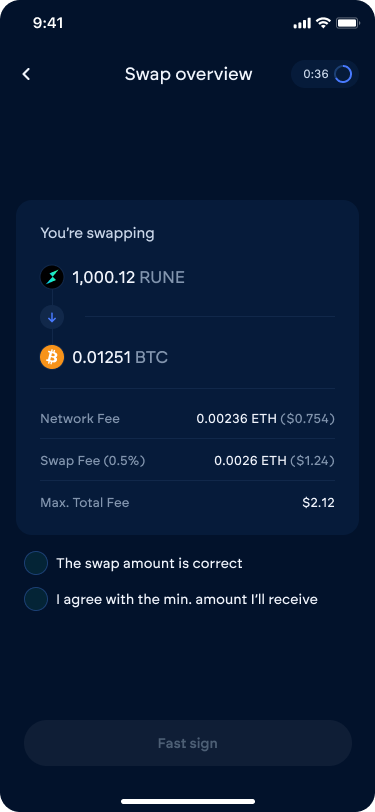 9:41
Swap overview
0:36
You're swapping
1,000.12 RUNE
0.01251 BTC
Network Fee 0.00236 ETH ($0.754)
Swap Fee (0.5%) 0.0026 ETH ($1.24)
Max. Total Fee $2.12
The swap amount is correct
I agree with the min. amount I'll receive
Fast sign